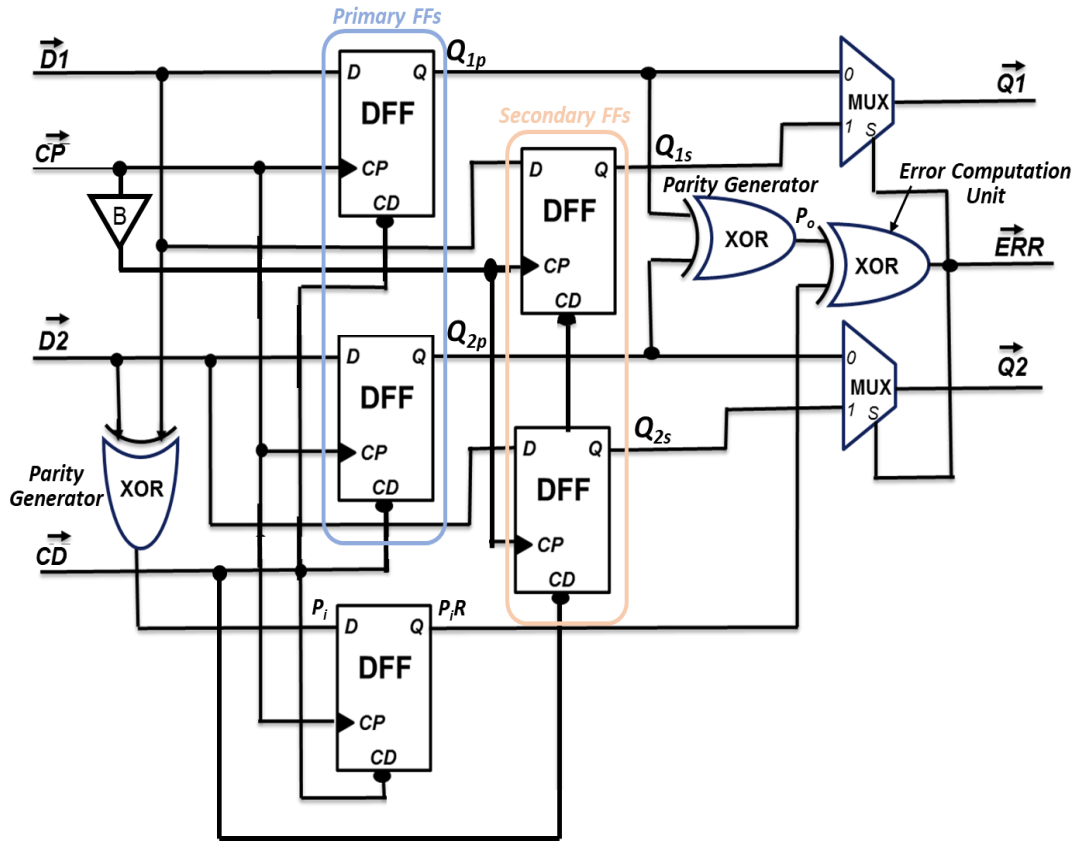 Primary FFs
D1
D
Q
Q1p
DFF
CP
CD
0
MUX
1
S
Q1
Secondary FFs
CP
B
D
Q
Q1s
DFF
CP
CD
Parity Generator
XOR
Po
Error Computation
Unit
XOR
ERR
D2
D
Q
Q2p
DFF
CP
CD
0
MUX
1
S
Q2
D
Q
Q2s
DFF
CP
CD
Parity
Generator
XOR
CD
Pi
D
Q
PiR
DFF
CP
CD